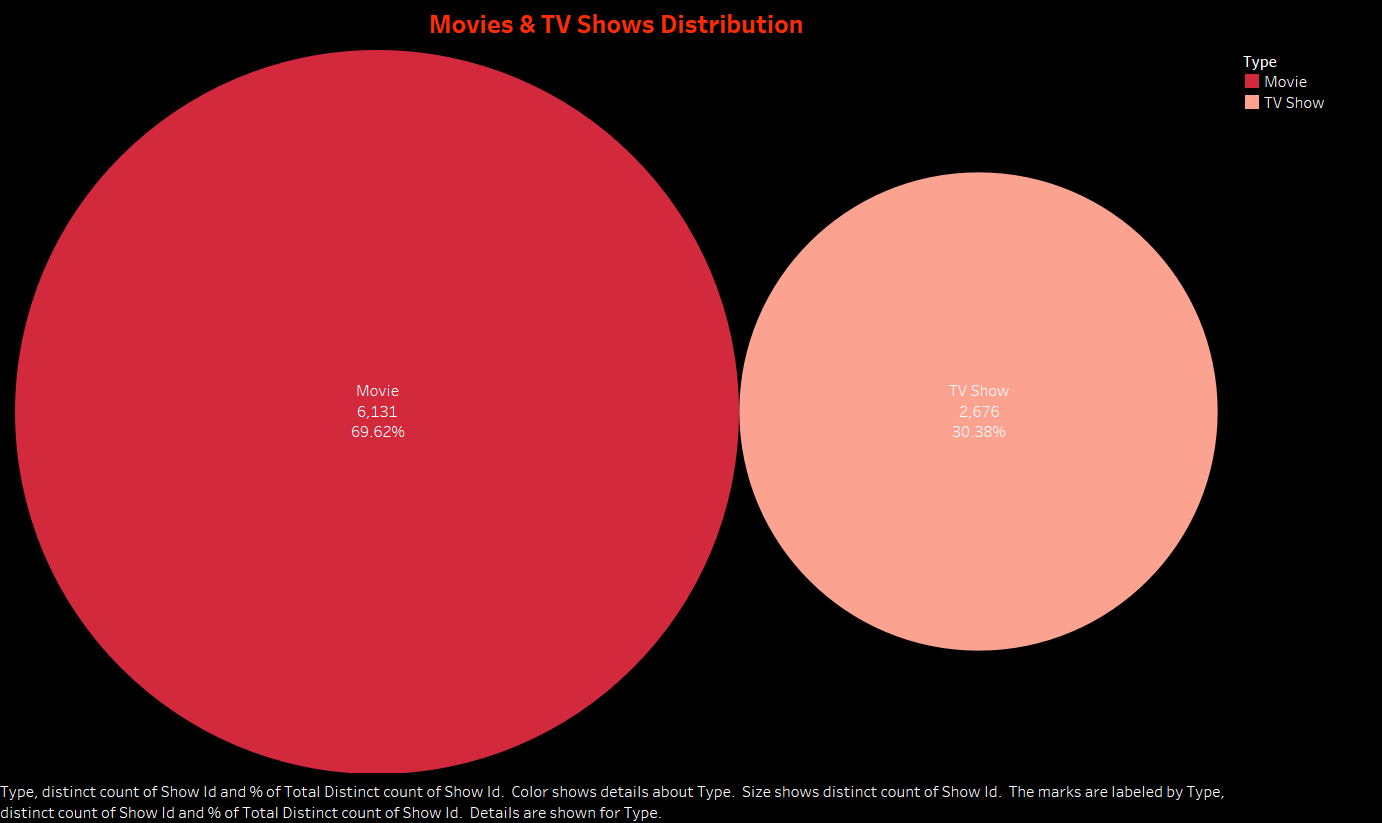 Movies & TV Shows Distribution
Type
Movie
TV Show
Movie
6,131
69.62%
TV Show
2,676
30.38%
Type, distinct count of Show Id and % of Total Distinct count of Show Id.  Color shows details about Type.  Size shows distinct count of Show Id.  The marks are labeled by Type,
distinct count of Show Id and % of Total Distinct count of Show Id.  Details are shown for Type.